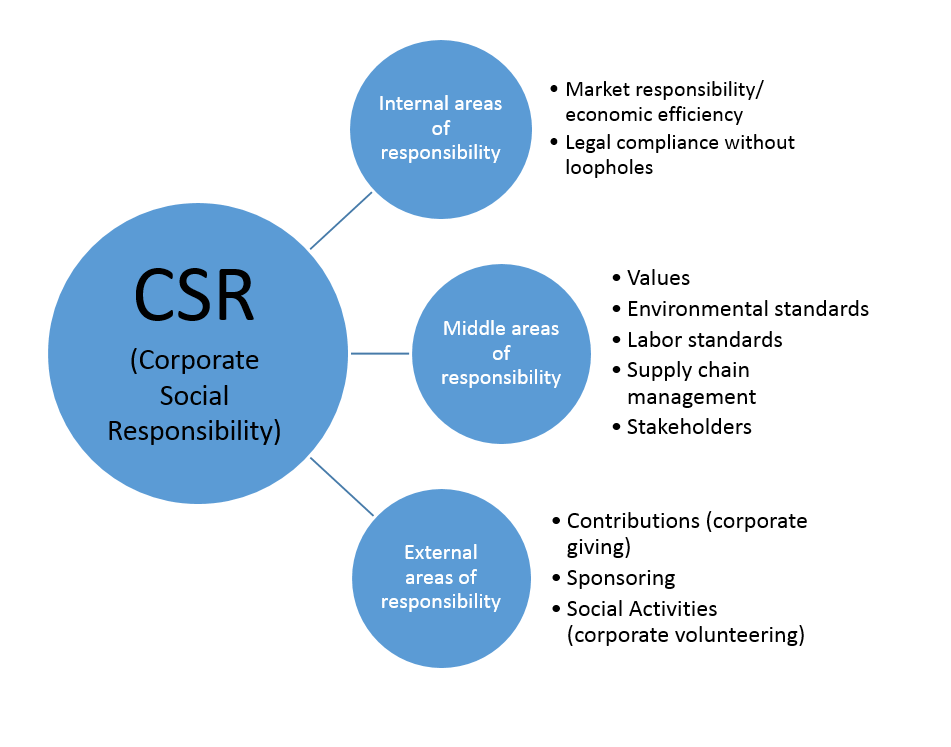 CSR
(Corporate
Social
Responsibility)
Internal areas
of
responsibility
• Market responsibility/
economic efficiency
• Legal compliance without
loopholes
Middle areas
of
responsibility
• Values
• Environmental standards
• Labor standards
• Supply chain
management
• Stakeholders
External
areas of
responsibility
• Contributions (corporate
giving)
• Sponsoring
• Social Activities
(corporate volunteering)